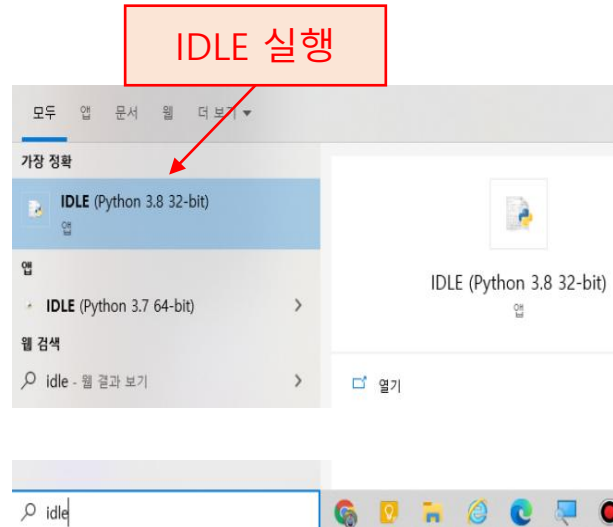 IDLE 실행
모두 앱 문서 웹 더 보기 ▼
가장 정확
IDLE (Python 3.8 32-bit)
앱
앱
IDLE (Python 3.7 64-bit)
웹 검색
idle - 웹 결과 보기
IDLE (Python 3.8 32-bit)
앱
열기
idle